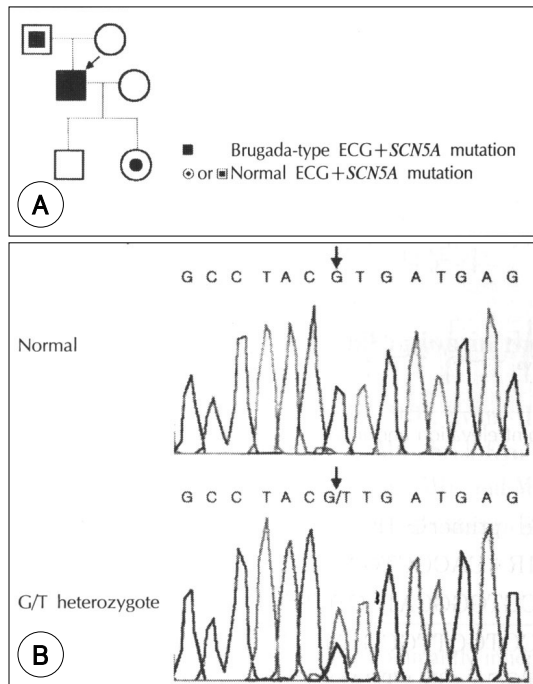 Brugada-type ECG+SCN5A mutation
or Normal ECG+SCN5A mutation
A
G C C T A C G T G A T G A G
Normal
G C C T A C G/T T G A T G A G
G/T heterozygote
B